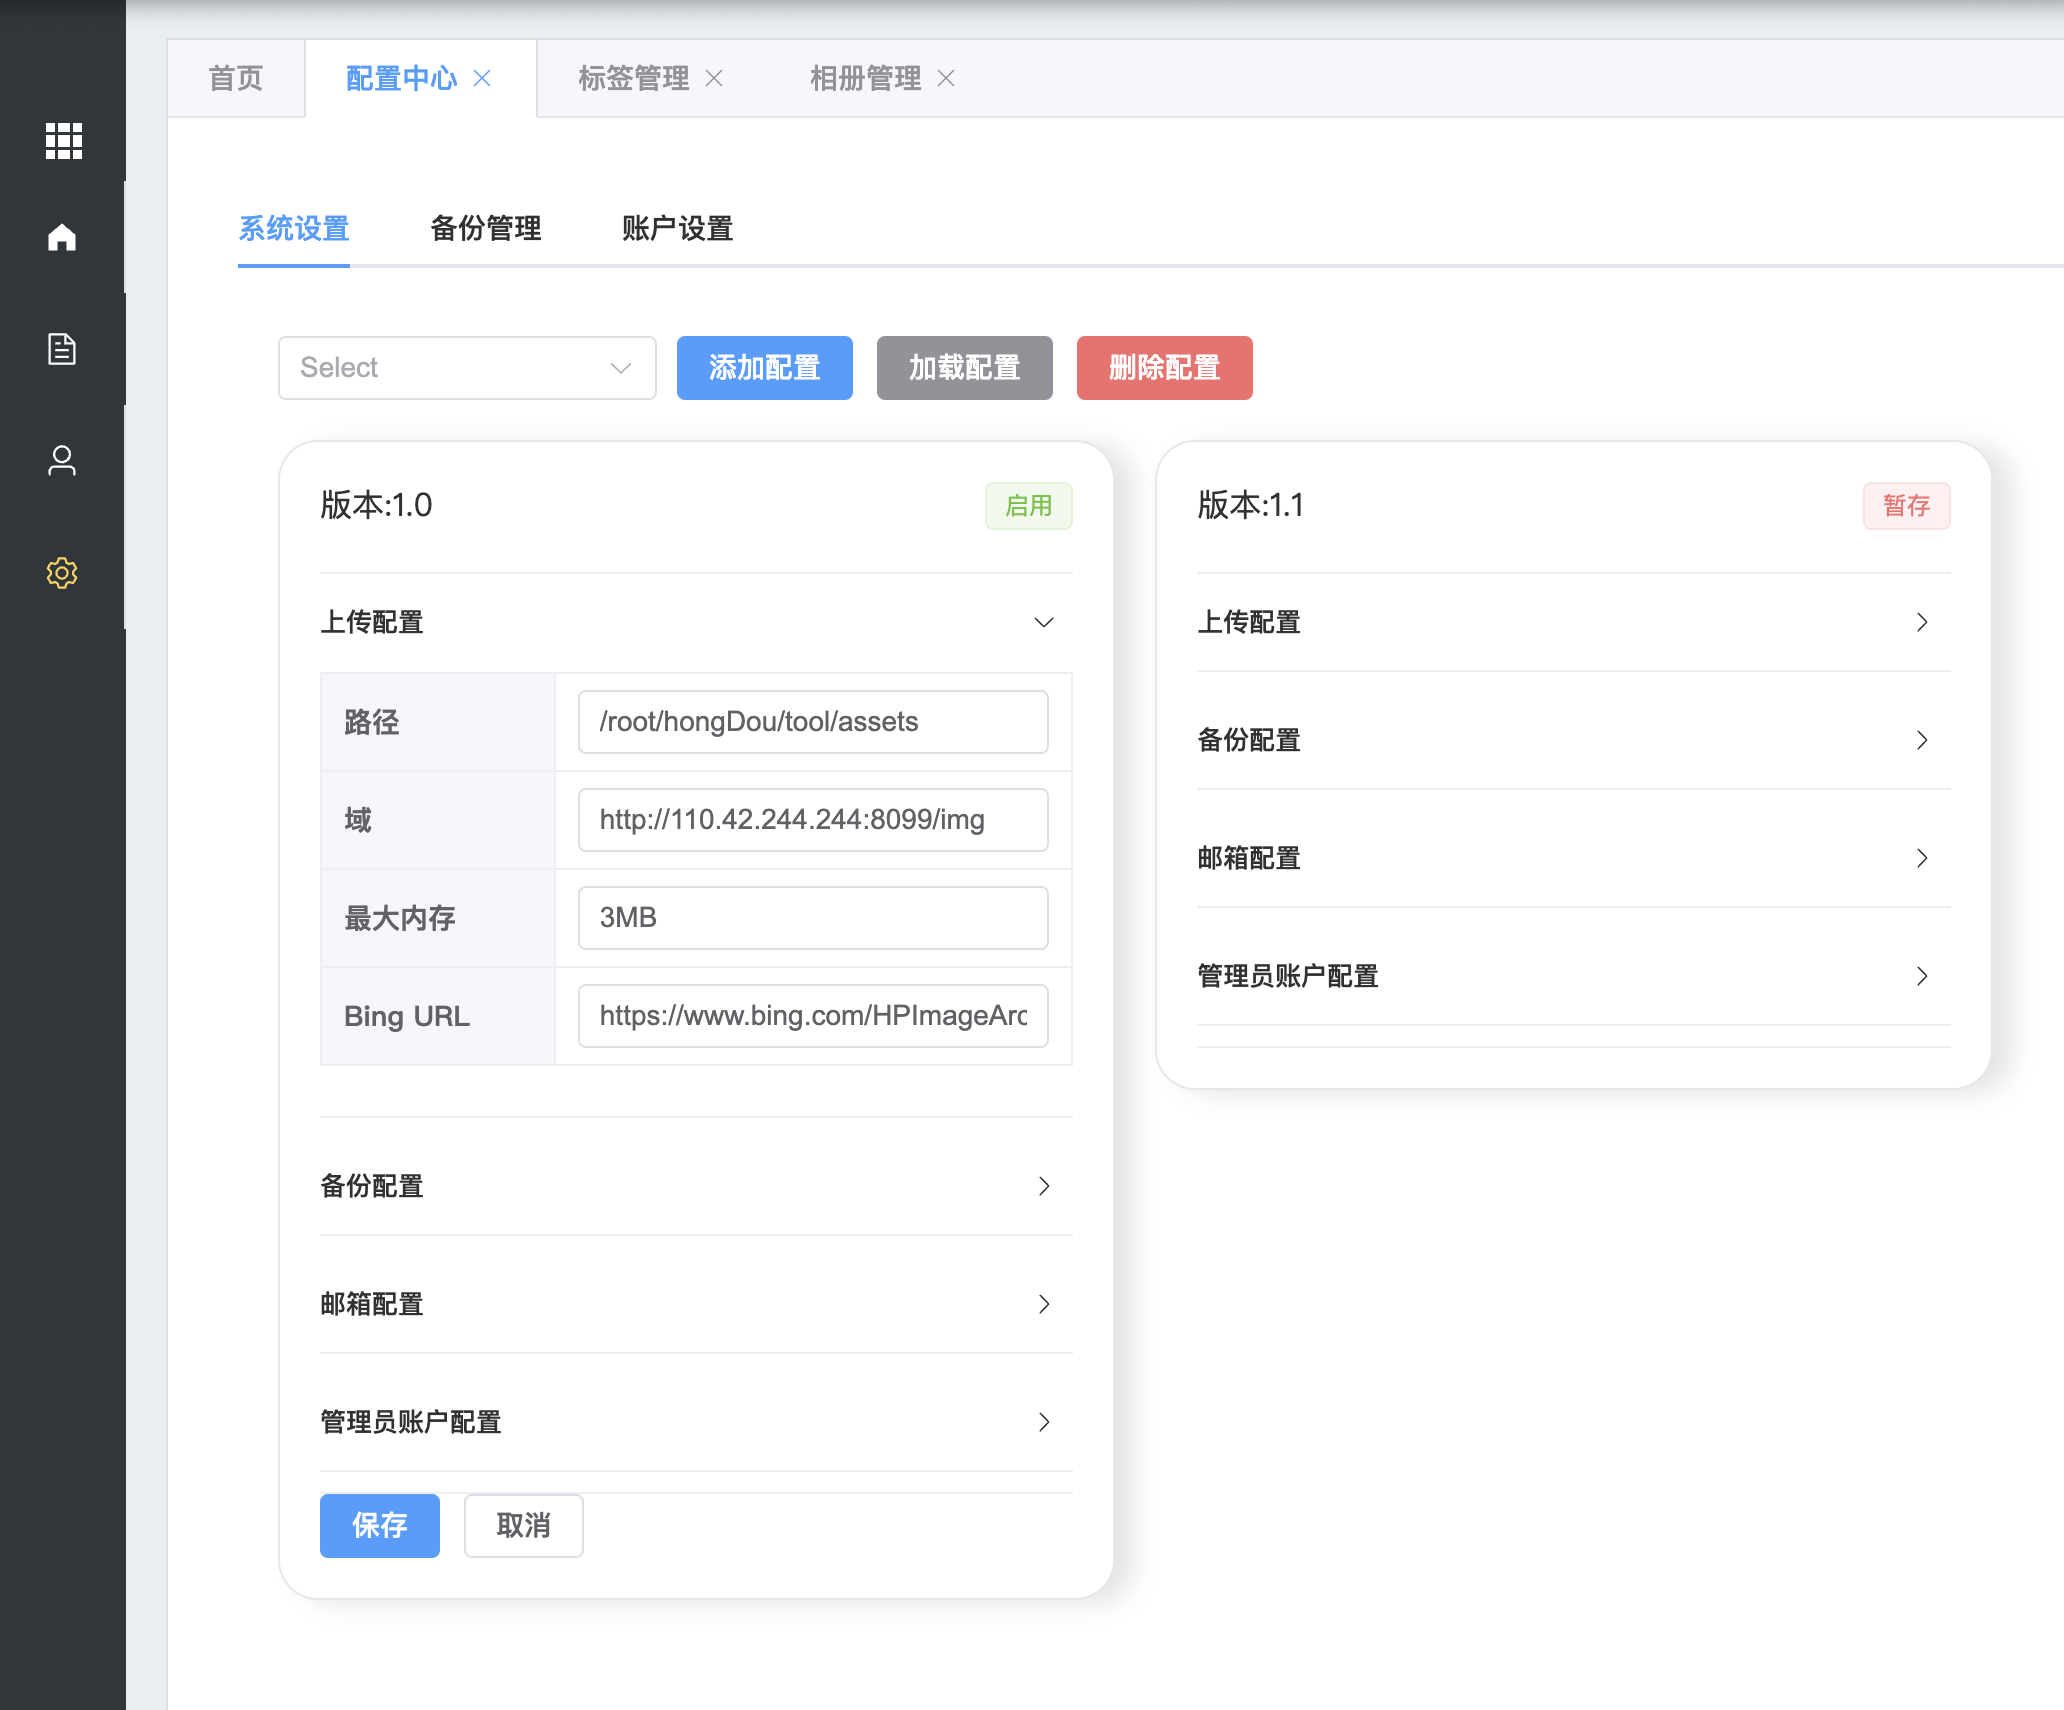 首页
配置中心
标签管理
相册管理
系统设置
备份管理
账户设置
Select
添加配置
加载配置
删除配置
版本:1.0
启用
上传配置
路径
/root/hongDou/tool/assets
域
http://110.42.244.244:8099/img
最大内存
3MB
Bing URL
https://www.bing.com/HPImageArc
备份配置
邮箱配置
管理员账户配置
保存
取消
版本:1.1
暂存
上传配置
备份配置
邮箱配置
管理员账户配置